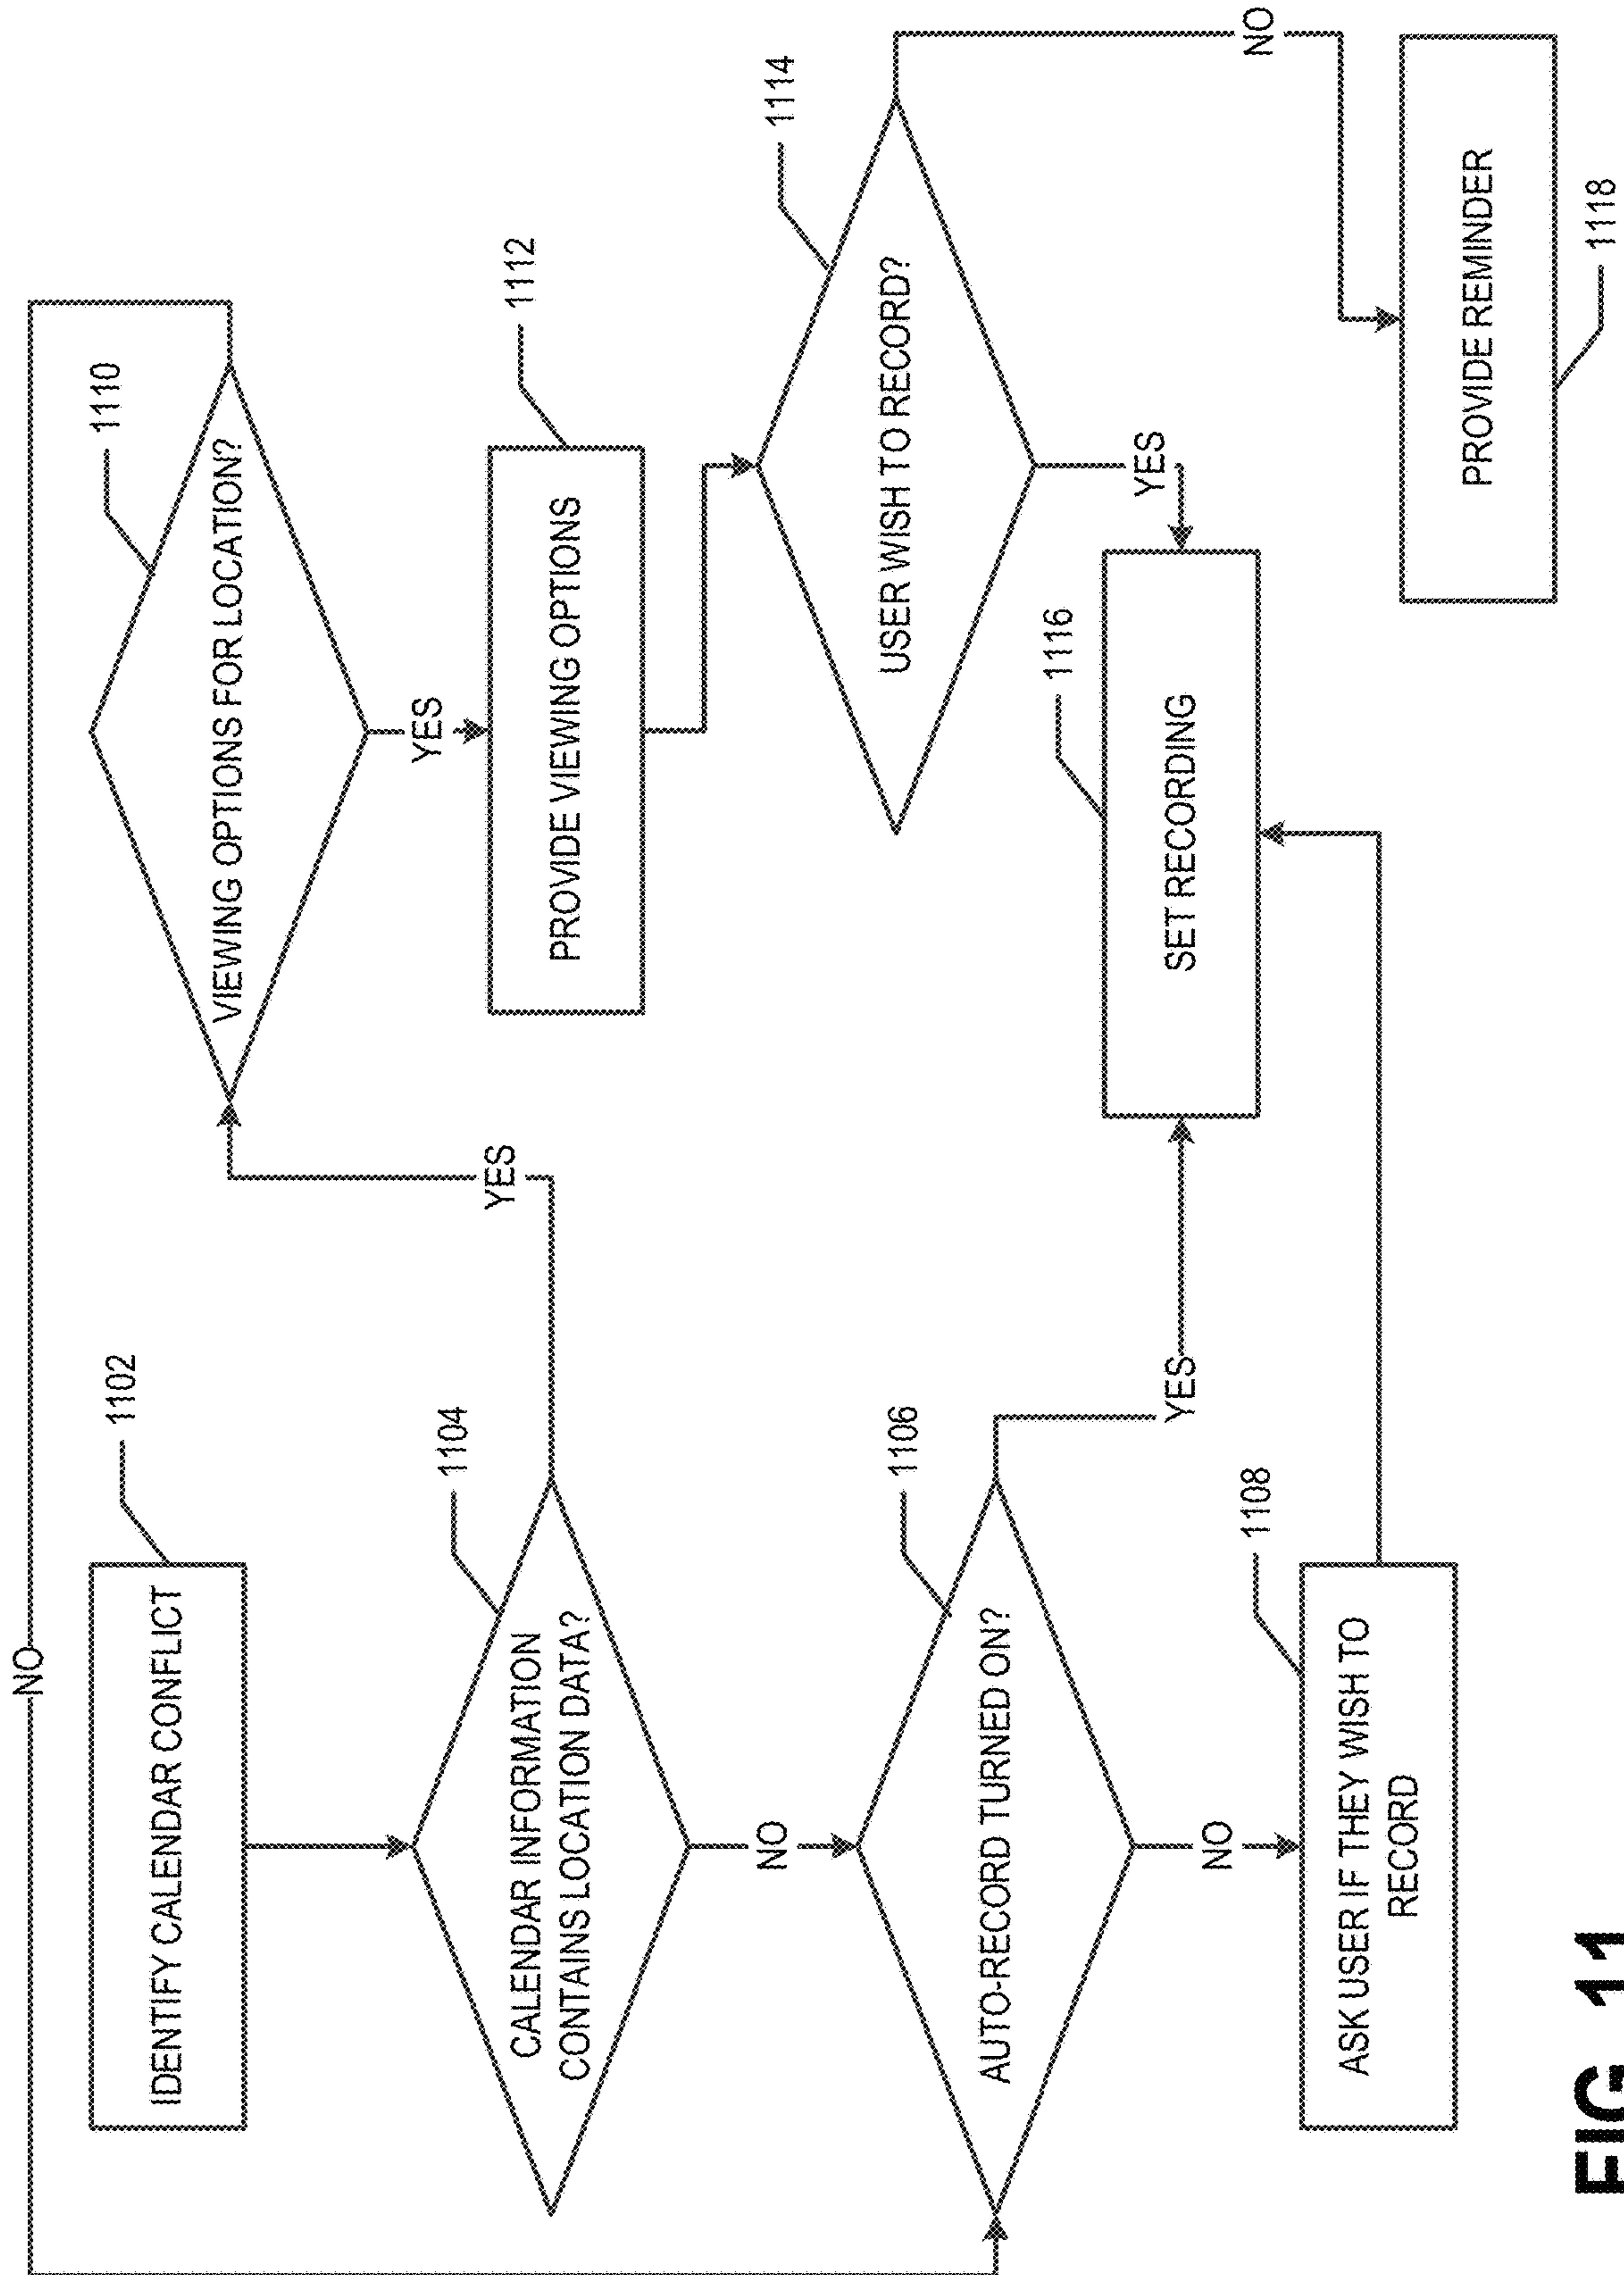 NO
IDENTIFY CALENDAR CONFLICT
1102
CALENDAR INFORMATION
CONTAINS LOCATION DATA?
1104
YES
NO
AUTO-RECORD TURNED ON?
1106
YES
NO
ASK USER IF THEY WISH TO
RECORD
1108
VIEWING OPTIONS FOR LOCATION?
1110
YES
PROVIDE VIEWING OPTIONS
1112
USER WISH TO RECORD?
1114
YES
NO
SET RECORDING
1116
PROVIDE REMINDER
1118
FIG. 11